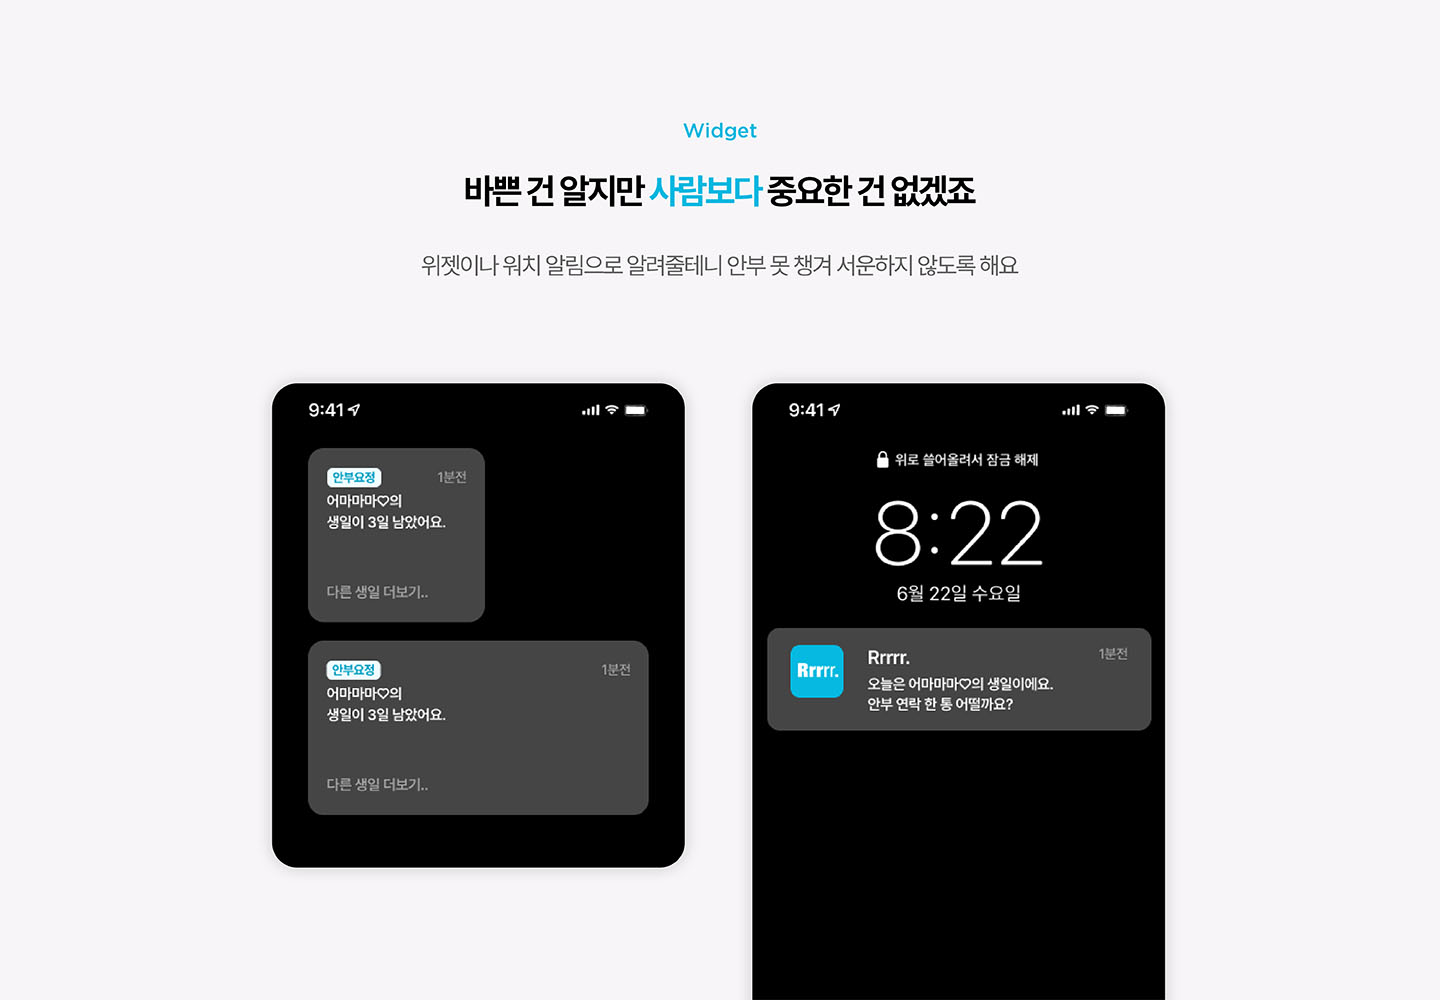 Widget
바쁜 건 알지만 사람보다 중요한 건 없겠죠
위젯이나 워치 알림으로 알려줄테니 안부 못 챙겨 서운하지 않도록 해요
9:41
안부요정 1분전
어마마마♡의
생일이 3일 남았어요.
다른 생일 더보기..
안부요정 1분전
어마마마♡의
생일이 3일 남았어요.
다른 생일 더보기..
9:41
위로 쓸어올려서 잠금 해제
8:22
6월 22일 수요일
Rrrrr.
Rrrrr. 1분전
오늘은 어마마마♡의 생일이에요.
안부 연락 한 통 어떨까요?